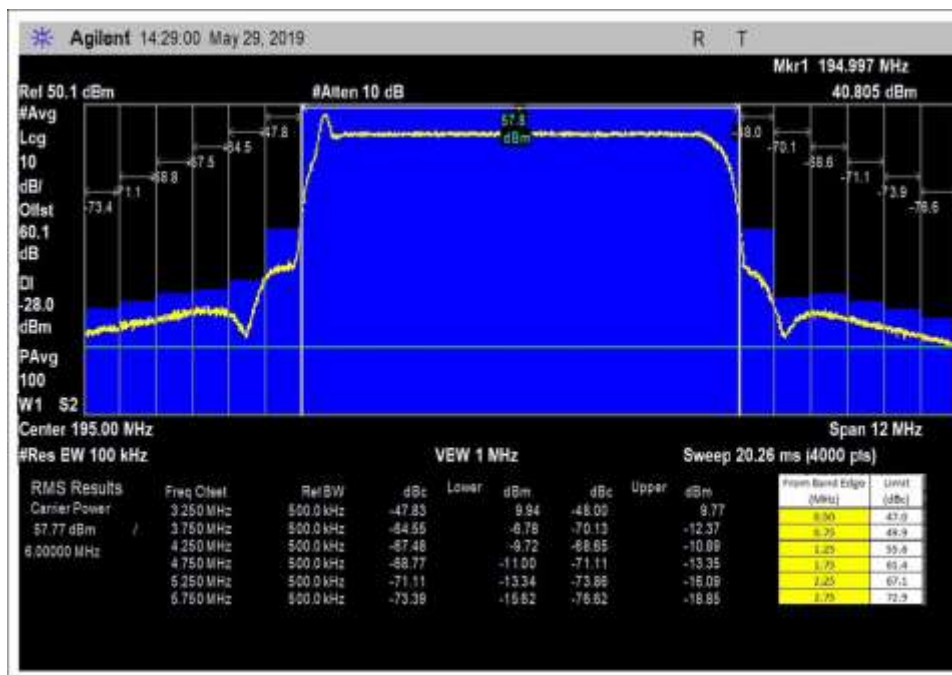 Agilent 14:29:00 May 29, 2019 R T
Mkr1 194.997 MHz
Ref 50.1 dBm #Atten 10 dB 40.805 dBm
#Avg
Log
10
dB/
Offst
60.1
dB
DI
-28.0
dBm
PAvg
100
W1 S2
57.8
dBm
-73.4 -71.1 -68.8 -67.5 -64.5 -47.8 -48.0 -70.1 -68.6 -71.1 -73.9 -76.6
Center 195.00 MHz Span 12 MHz
#Res BW 100 kHz VBW 1 MHz Sweep 20.26 ms (4000 pts)
RMS Results Freq Offset Ref BW dBc Lower dBm dBc Upper dBm
Carrier Power 3.250 MHz 500.0 kHz -47.83 9.94 -48.00 9.77
57.77 dBm / 3.750 MHz 500.0 kHz -64.55 -6.78 -70.13 -12.37
6.00000 MHz 4.250 MHz 500.0 kHz -67.48 -9.72 -68.65 -10.89
4.750 MHz 500.0 kHz -68.77 -11.00 -71.11 -13.35
5.250 MHz 500.0 kHz -71.11 -13.34 -73.86 -16.09
5.750 MHz 500.0 kHz -73.39 -15.62 -76.62 -18.85
From Band Edge (MHz) Limit (dBc)
47.0
0.75
1.25
1.75 61.4
2.25 67.1
2.75 72.9